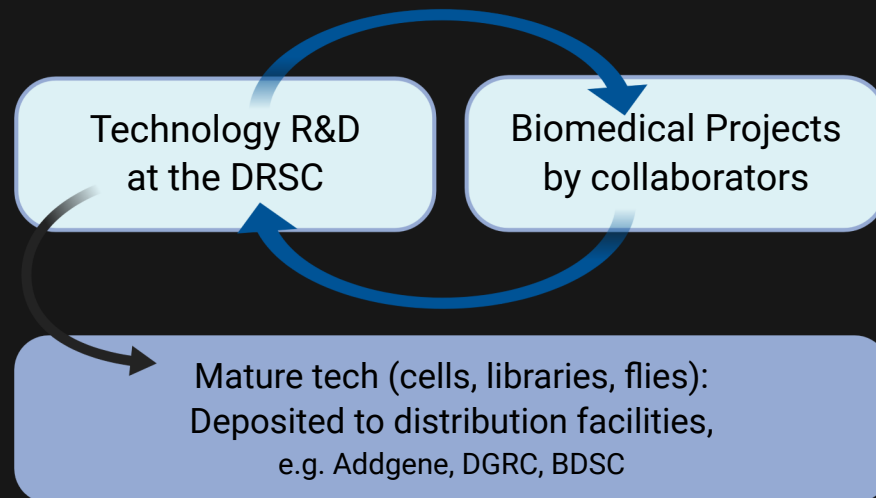 Technology R&D
at the DRSC
Biomedical Projects
by collaborators
Mature tech (cells, libraries, flies):
Deposited to distribution facilities,
e.g. Addgene, DGRC, BDSC